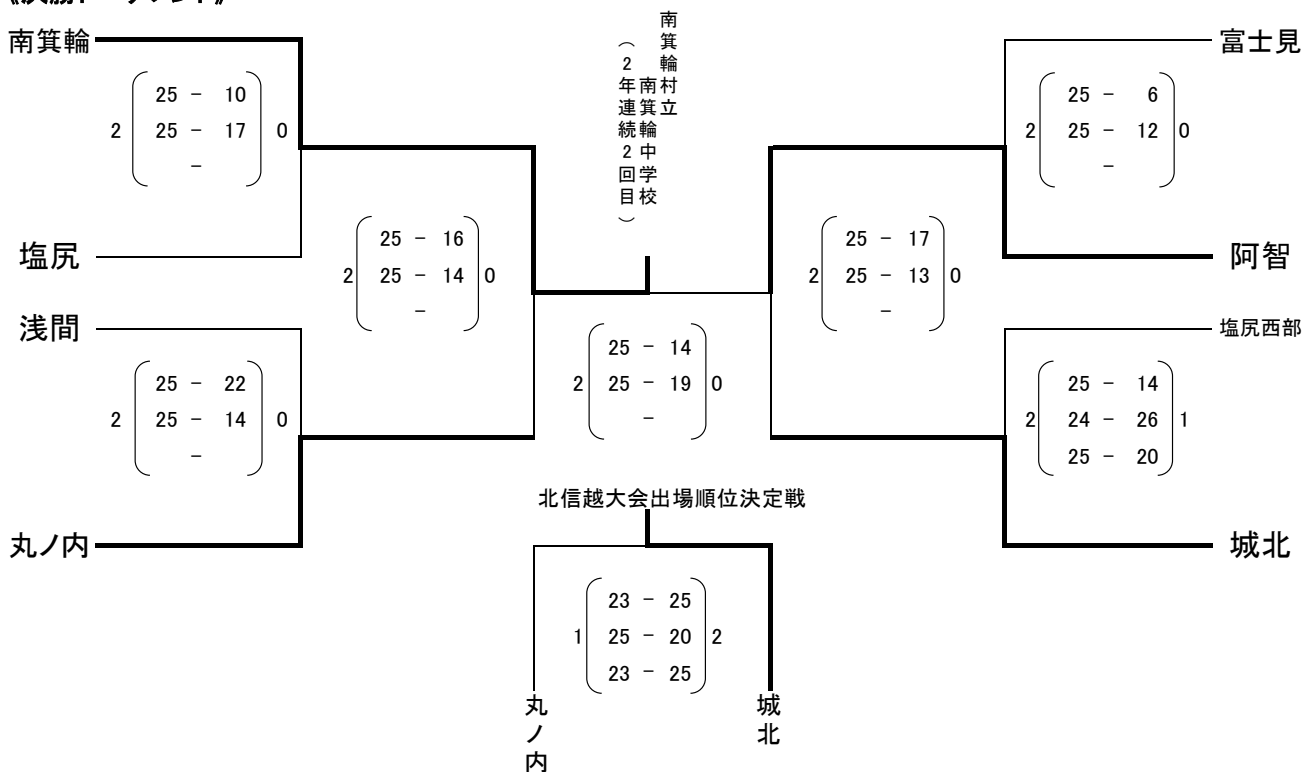 南箕輪
25 - 10
2 25 - 17 0
-
塩尻
浅間
25 - 22
2 25 - 14 0
-
丸ノ内
25 - 16
2 25 - 14 0
-
南箕輪村立
南箕輪中学校
（2年連続2回目）
25 - 14
2 25 - 19 0
-
富士見
25 - 6
2 25 - 12 0
-
阿智
25 - 17
2 25 - 13 0
-
塩尻西部
25 - 14
2 24 - 26 1
25 - 20
城北
北信越大会出場順位決定戦
23 - 25
1 25 - 20 2
23 - 25
丸ノ内
城北